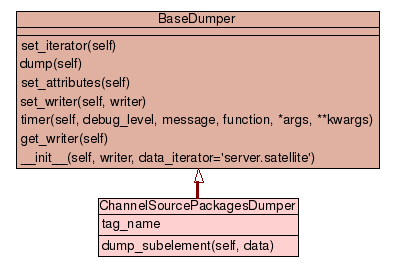 BaseDumper
set_iterator(self)
dump(self)
set_attributes(self)
set_writer(self, writer)
timer(self, debug_level, message, function, *args, **kwargs)
get_writer(self)
__init__(self, writer, data_iterator='server.satellite')
ChannelSourcePackagesDumper
tag_name
dump_subelement(self, data)